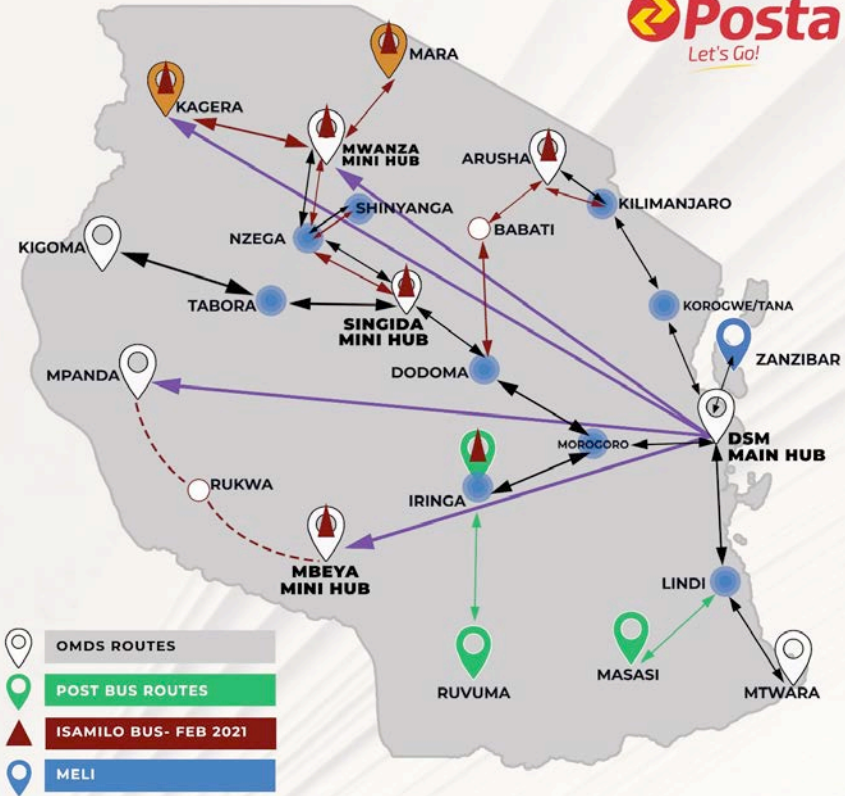 Posta
Let's Go!
MARA
KAGERA
MWANZA
MINI HUB
ARUSHA
KILIMANJARO
SHINYANGA
BABATI
NZEGA
KIGOMA
TABORA
SINGIDA
MINI HUB
KOROGWE/TANA
ZANZIBAR
MPANDA
DODOMA
DSM
MAIN HUB
MOROGORO
RUKWA
IRINGA
MBEYA
MINI HUB
LINDI
MASASI
RUVUMA
MTWARA
OMDS ROUTES
POST BUS ROUTES
ISAMILO BUS- FEB 2021
MELI